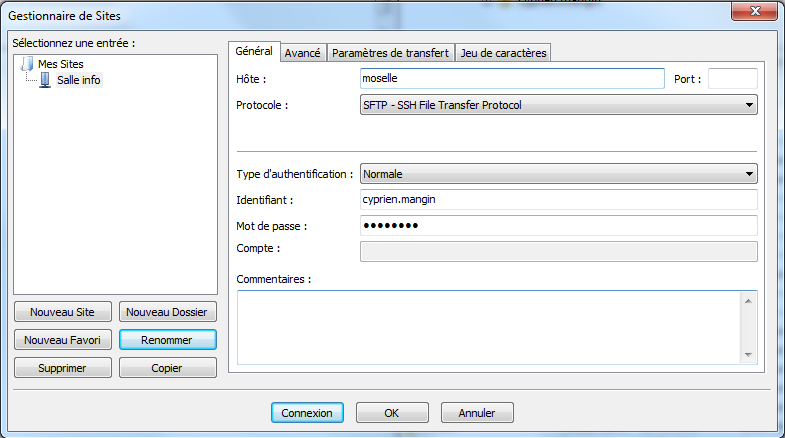 Gestionnaire de Sites
Sélectionnez une entrée :
Mes Sites
Salle info
Nouveau Site
Nouveau Dossier
Nouveau Favori
Renommer
Supprimer
Copier
Général
Avancé
Paramètres de transfert
Jeu de caractères
Hôte :
moselle
Port :
Protocole :
SFTP - SSH File Transfer Protocol
Type d'authentification :
Normale
Identifiant :
cyprien.mangin
Mot de passe :
●●●●●●●●
Compte :
Commentaires :
Connexion
OK
Annuler